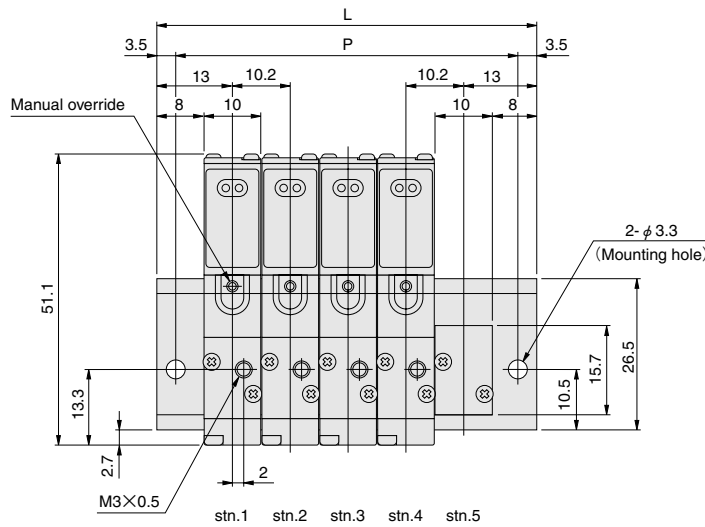 L
3.5 P 3.5
13 10.2 10.2 13
8 10 10 8
Manual override
2-φ3.3
(Mounting hole)
51.1
13.3
2.7
15.7
26.5
10.5
2
M3×0.5
stn.1 stn.2 stn.3 stn.4 stn.5